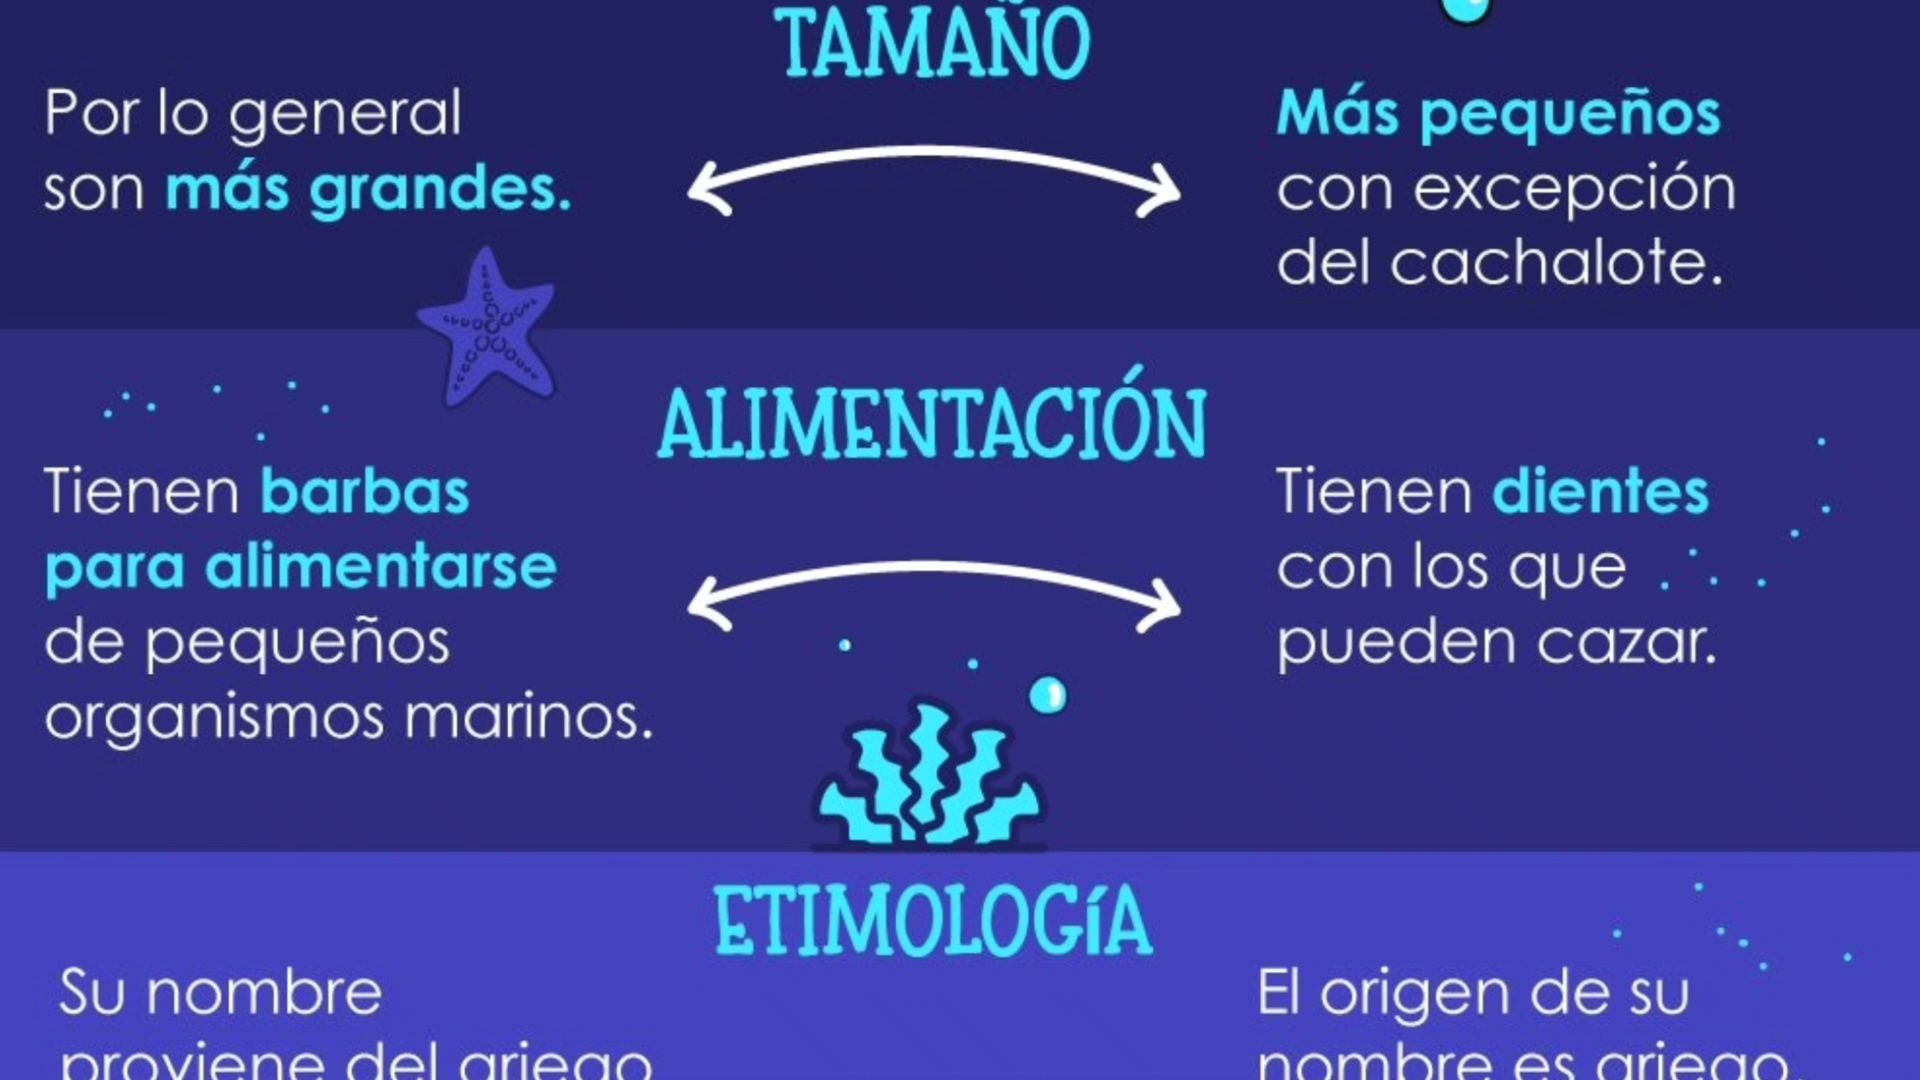 TAMAÑO
Por lo general
son más grandes.
Más pequeños
con excepción
del cachalote.
ALIMENTACIÓN
Tienen barbas
para alimentarse
de pequeños
organismos marinos.
Tienen dientes
con los que
pueden cazar.
ETIMOLOGíA
Su nombre
proviene del griego
El origen de su
nombre es griego,